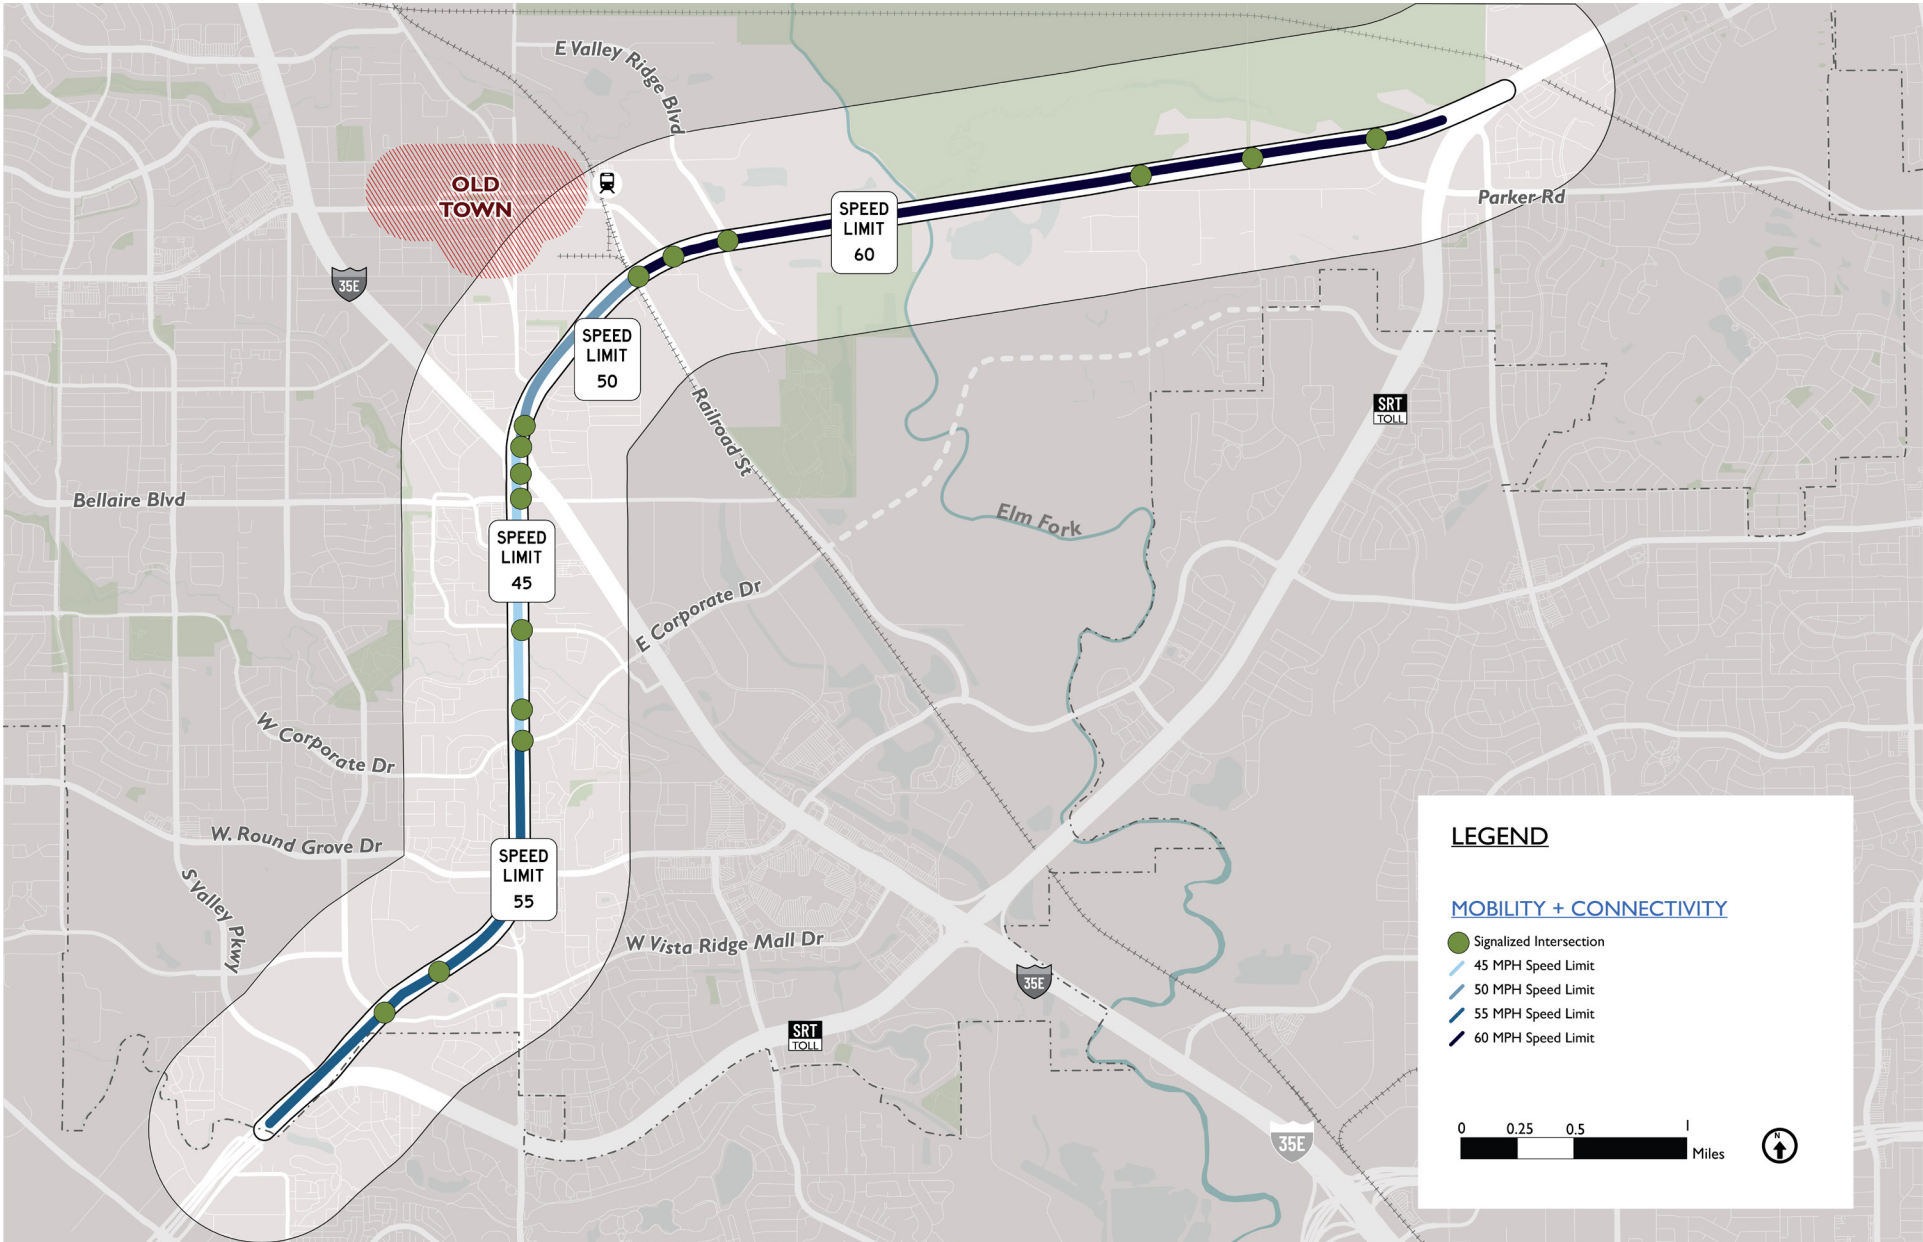 E Valley Ridge Blvd
OLD
TOWN
35E
SPEED
LIMIT
60
Parker Rd
SPEED
LIMIT
50
Railroad St
SRT
TOLL
Bellaire Blvd
SPEED
LIMIT
45
Elm Fork
E Corporate Dr
W Corporate Dr
W. Round Grove Dr
S Valley Pkwy
SPEED
LIMIT
55
W Vista Ridge Mall Dr
35E
SRT
TOLL
35E
LEGEND
MOBILITY + CONNECTIVITY
Signalized Intersection
45 MPH Speed Limit
50 MPH Speed Limit
55 MPH Speed Limit
60 MPH Speed Limit
0 0.25 0.5 1
Miles
N